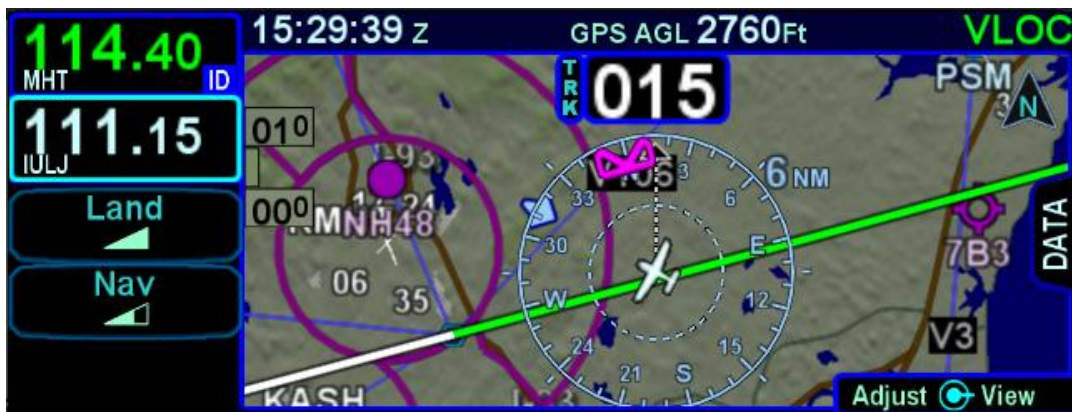 114.40
MHT
ID
111.15
IULJ
Land
Nav
15:29:39 Z
GPS AGL 2760Ft
VLOC
TRK
015
PSM
N
010
000
I-93
NH48
06
35
6 NM
3
6
E
12
15
S
21
24
W
30
33
7B3
DATA
V3
KASH
Adjust View